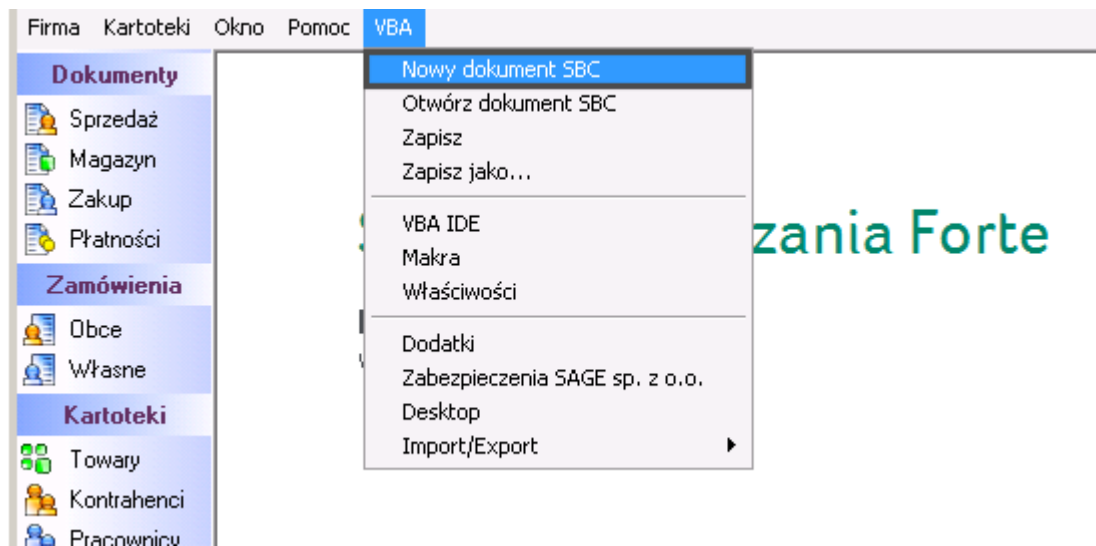 Firma Kartoteki Okno Pomoc VBA
Dokumenty
Sprzedaż
Magazyn
Zakup
Płatności
Zamówienia
Obce
Własne
Kartoteki
Towary
Kontrahenci
Pracownicy
Nowy dokument SBC
Otwórz dokument SBC
Zapisz
Zapisz jako...
VBA IDE
Makra
Właściwości
Dodatki
Zabezpieczenia SAGE sp. z o.o.
Desktop
Import/Export
zania Forte